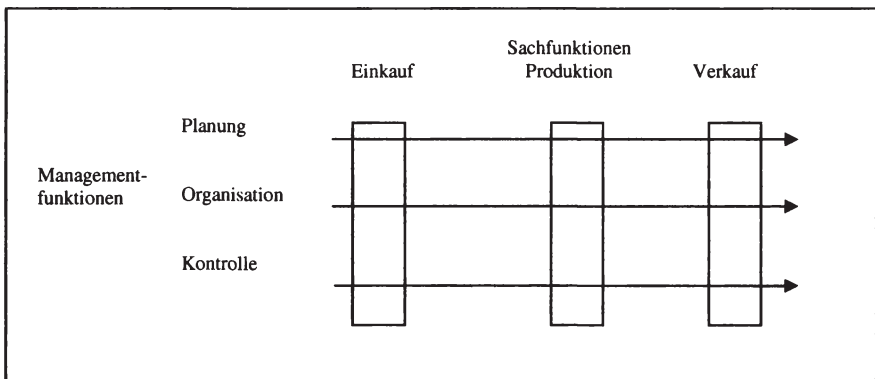 Sachfunktionen
Einkauf Produktion Verkauf
Planung
Management-
funktionen
Organisation
Kontrolle